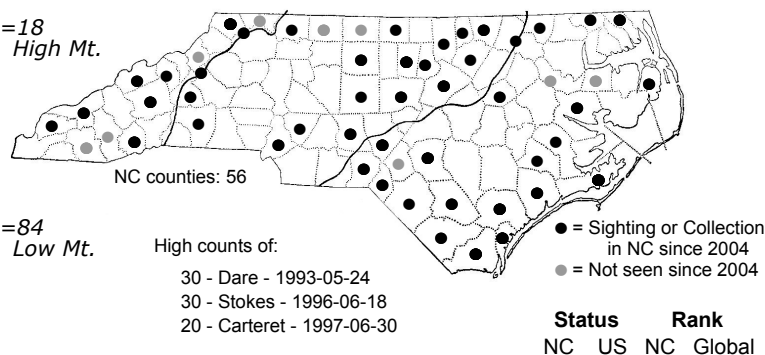 =18
High Mt.
NC counties: 56
=84
Low Mt.
High counts of:
30 - Dare - 1993-05-24
30 - Stokes - 1996-06-18
20 - Carteret - 1997-06-30
● = Sighting or Collection
in NC since 2004
● = Not seen since 2004
Status Rank
NC US NC Global